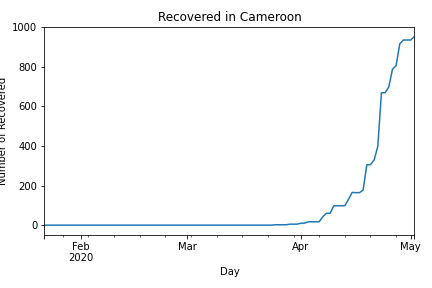 Recovered in Cameroon
Number of Recovered
1000
800
600
400
200
0
Feb
2020
Mar
Apr
May
Day